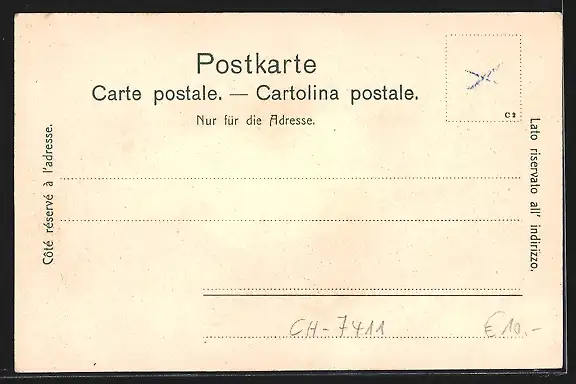 Postkarte
Carte postale. — Cartolina postale.
Nur für die Adresse.
C 2
Côté réservé à l'adresse.
Lato riservato all' indirizzo.
CH-7411
€10.-